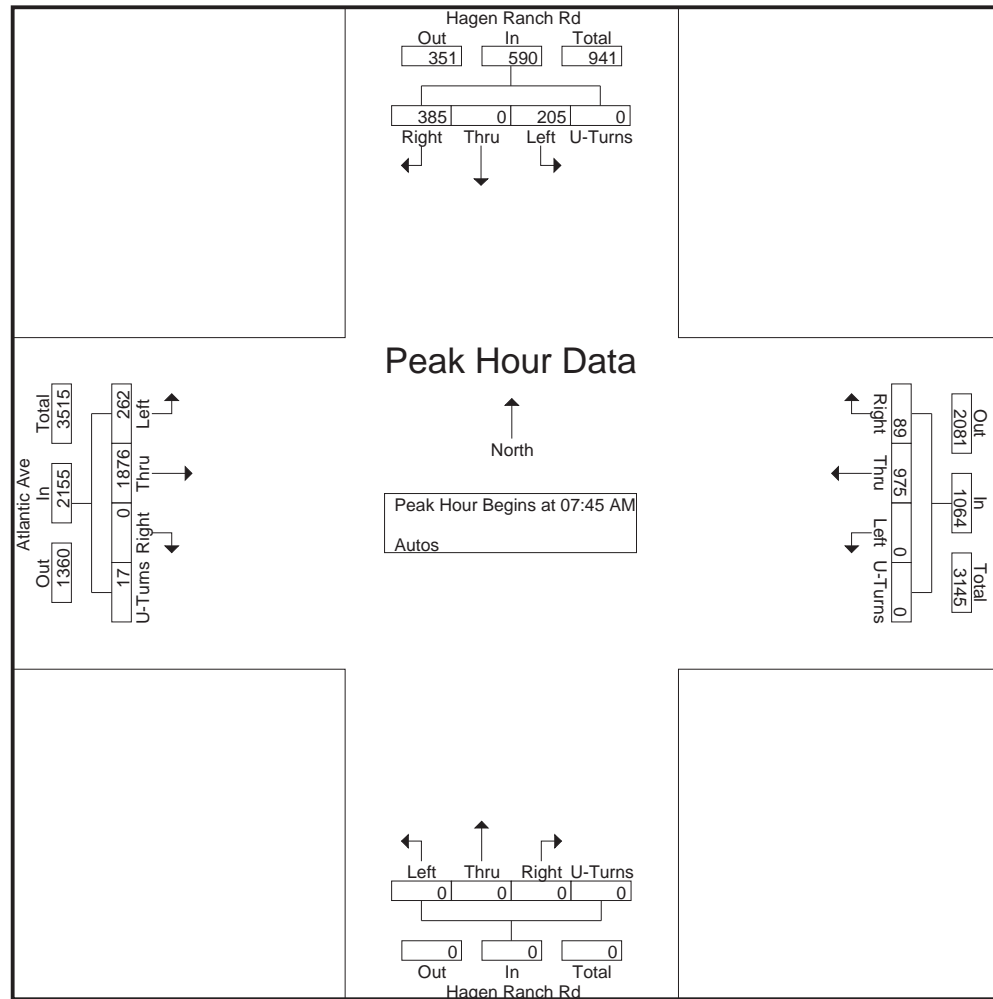 Hagen Ranch Rd
Out In Total
351 590 941
385 0 205 0
Right Thru Left U-Turns
Peak Hour Data
North
Peak Hour Begins at 07:45 AM
Autos
Atlantic Ave
Out In Total
1360 2155 3515
17 0 1876 262
U-Turns Right Thru Left
Out In Total
2081 1064 3145
89 975 0 0
Right Thru Left U-Turns
Left Thru Right U-Turns
0 0 0 0
0 0 0
Out In Total
Hagen Ranch Rd